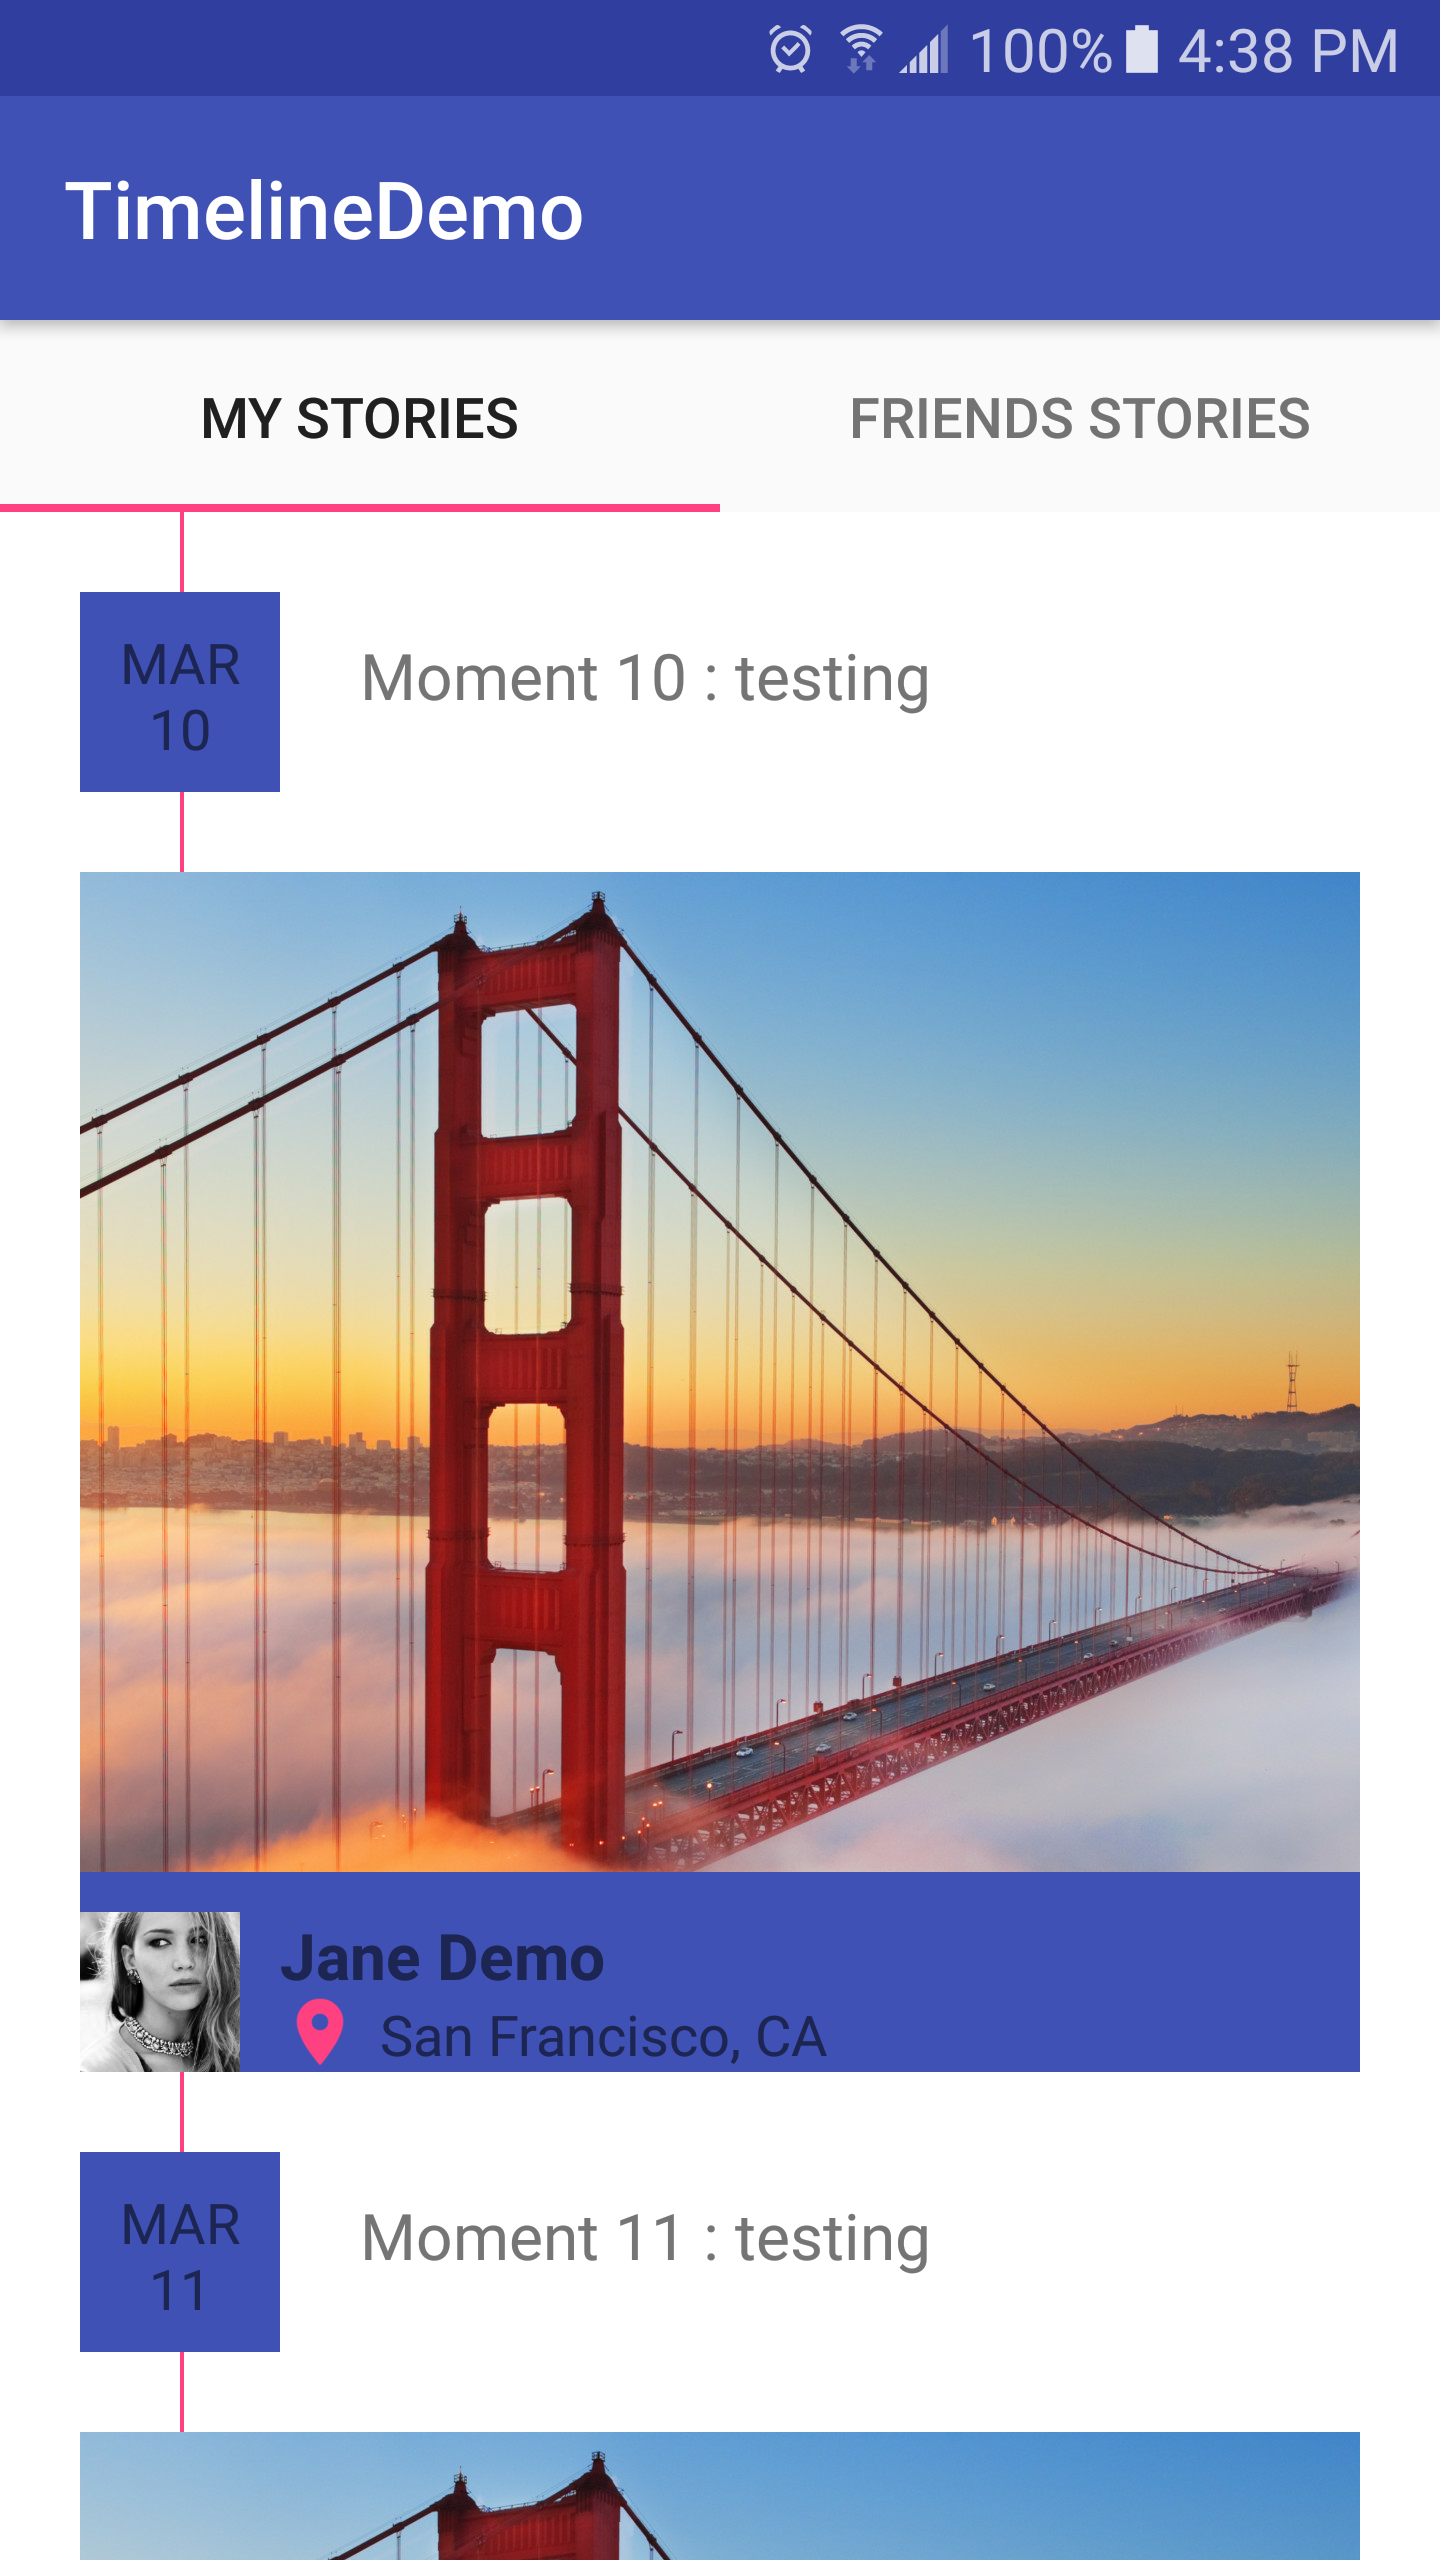 100% 4:38 PM
TimelineDemo
MY STORIES FRIENDS STORIES
MAR
10
Moment 10 : testing
Jane Demo
San Francisco, CA
MAR
11
Moment 11 : testing